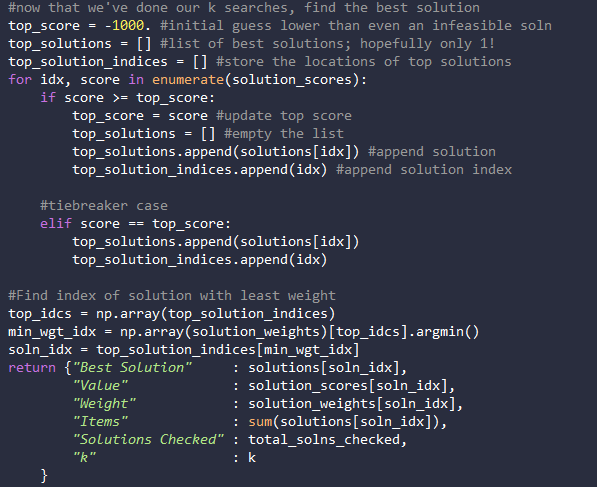 #now that we've done our k searches, find the best solution
top_score = -1000. #initial guess lower than even an infeasible soln
top_solutions = [] #list of best solutions; hopefully only 1!
top_solution_indices = [] #store the locations of top solutions
for idx, score in enumerate(solution_scores):
    if score >= top_score:
        top_score = score #update top score
        top_solutions = [] #empty the list
        top_solutions.append(solutions[idx]) #append solution
        top_solution_indices.append(idx) #append solution index

    #tiebreaker case
    elif score == top_score:
        top_solutions.append(solutions[idx])
        top_solution_indices.append(idx)

#Find index of solution with least weight
top_idcs = np.array(top_solution_indices)
min_wgt_idx = np.array(solution_weights)[top_idcs].argmin()
soln_idx = top_solution_indices[min_wgt_idx]
return {"Best Solution"     : solutions[soln_idx],
        "Value"             : solution_scores[soln_idx],
        "Weight"            : solution_weights[soln_idx],
        "Items"             : sum(solutions[soln_idx]),
        "Solutions Checked" : total_solns_checked,
        "k"                 : k
    }